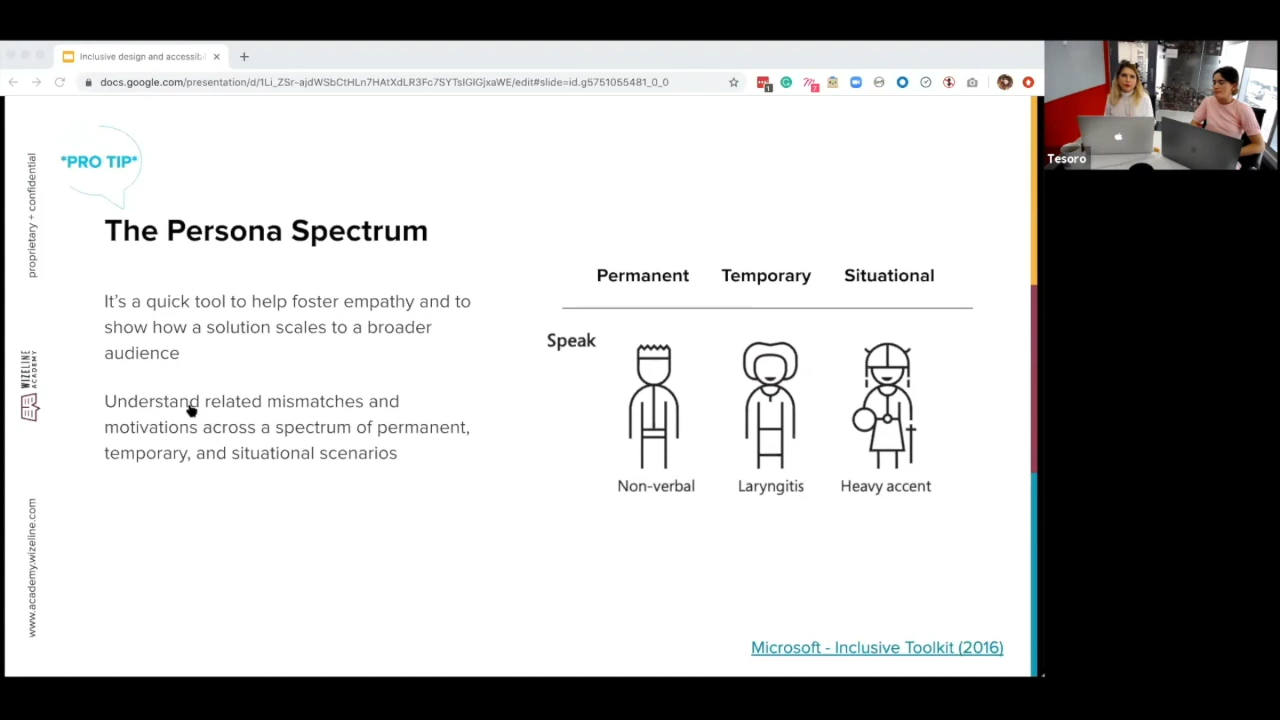 Inclusive design and accessib
docs.google.com/presentation/d/1Li_ZSr-ajdWSbCtHLn7HAtXdLR3Fc7SYTsIGIGjxaWE/edit#slide=id.g5751055481_0_0
Tesoro
*PRO TIP*
proprietary + confidential
WIZELINE
ACADEMY
www.academy.wizeline.com
The Persona Spectrum
It's a quick tool to help foster empathy and to
show how a solution scales to a broader
audience
Understand related mismatches and
motivations across a spectrum of permanent,
temporary, and situational scenarios
Permanent Temporary Situational
Speak
Non-verbal Laryngitis Heavy accent
Microsoft - Inclusive Toolkit (2016)